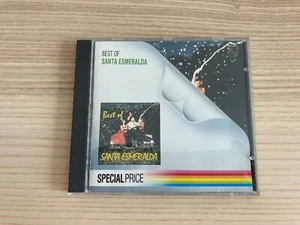 BEST OF
SANTA ESMERALDA
Best of
SANTA ESMERALDA
SPECIAL PRICE